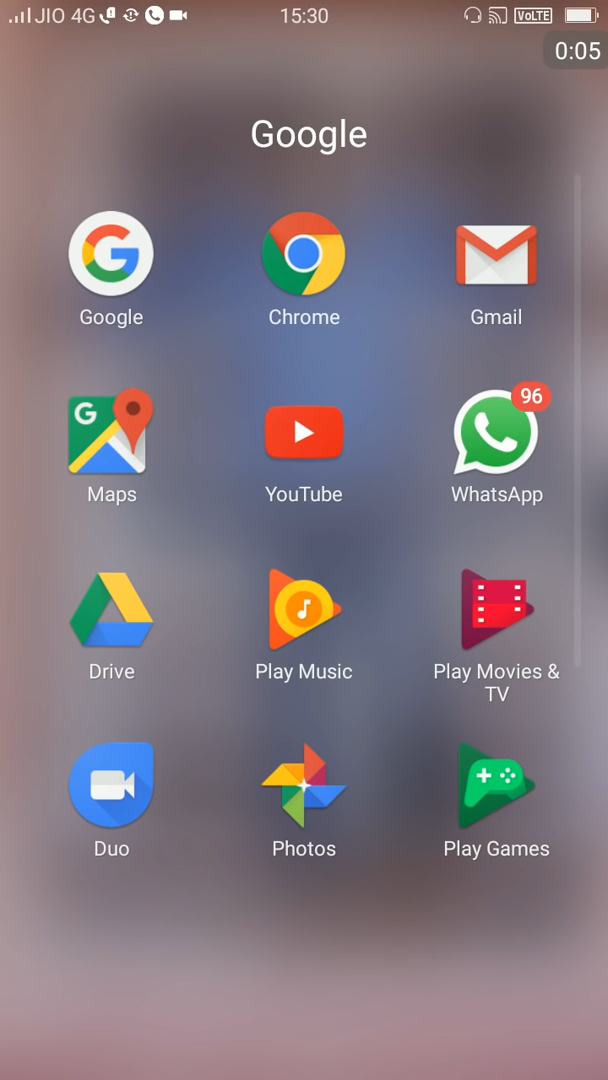 JIO 4G
15:30
VoLTE
0:05
Google
Google
Chrome
Gmail
Maps
YouTube
96
WhatsApp
Drive
Play Music
Play Movies &
TV
Duo
Photos
Play Games